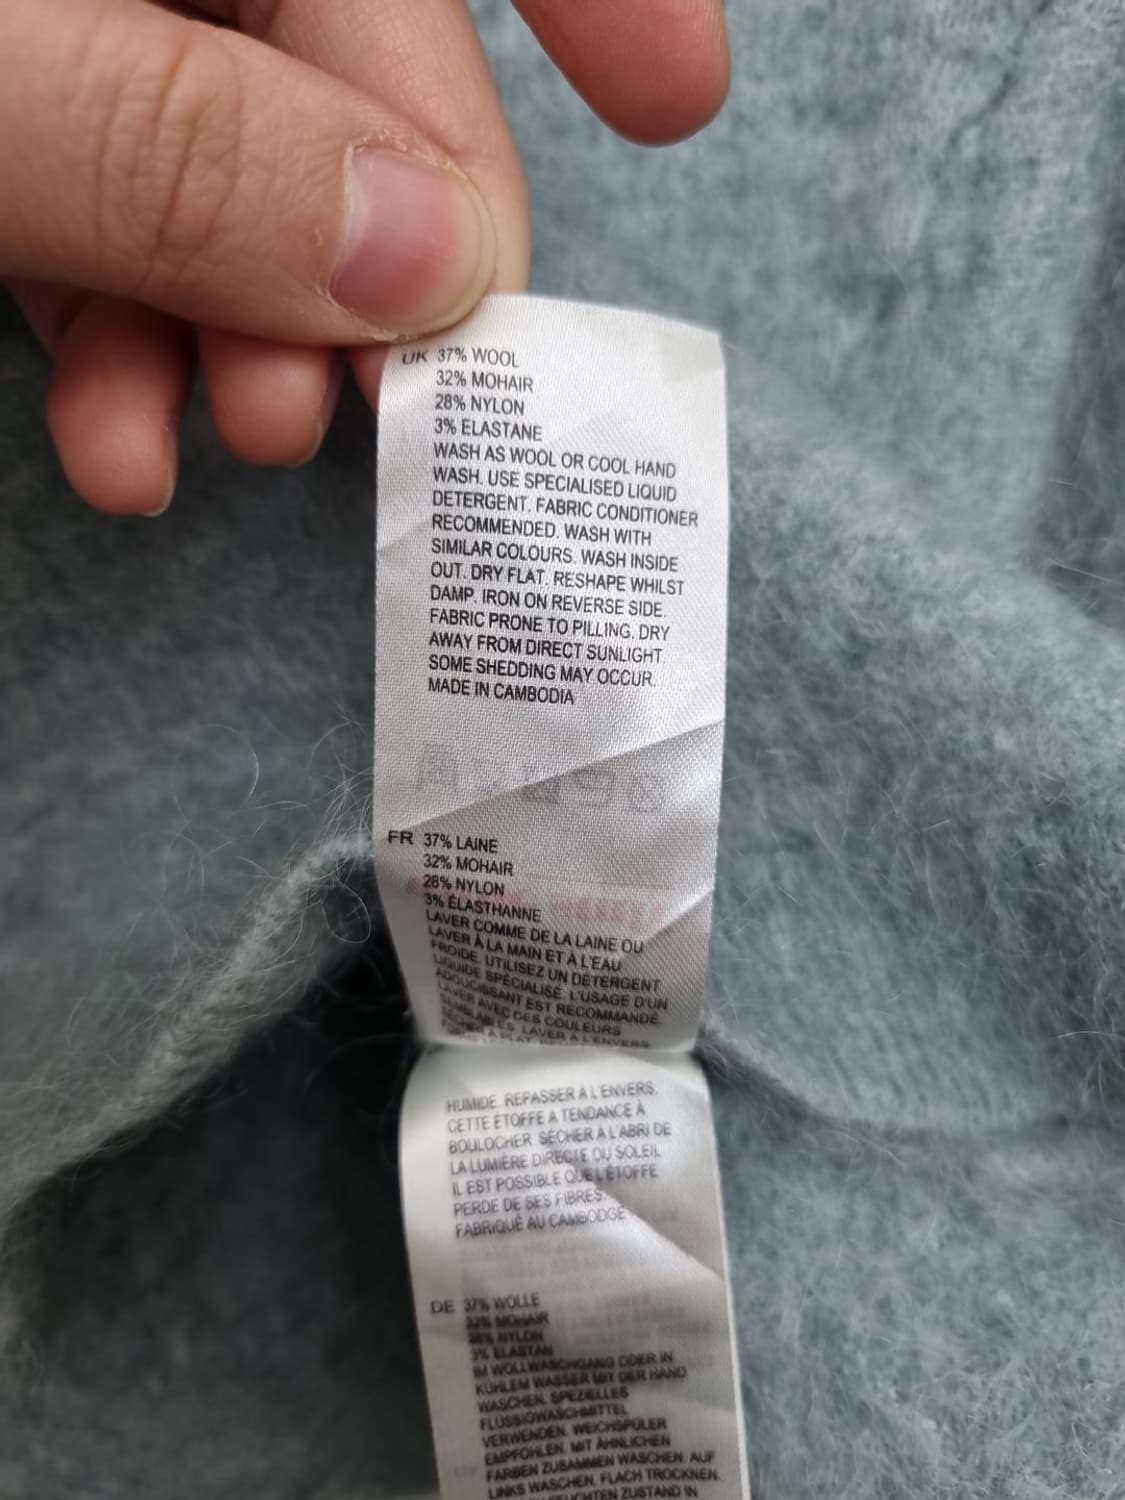 UK 37% WOOL
32% MOHAIR
28% NYLON
3% ELASTANE
WASH AS WOOL OR COOL HAND
WASH. USE SPECIALISED LIQUID
DETERGENT. FABRIC CONDITIONER
RECOMMENDED. WASH WITH
SIMILAR COLOURS. WASH INSIDE
OUT. DRY FLAT. RESHAPE WHILST
DAMP. IRON ON REVERSE SIDE.
FABRIC PRONE TO PILLING. DRY
AWAY FROM DIRECT SUNLIGHT.
SOME SHEDDING MAY OCCUR.
MADE IN CAMBODIA
FR 37% LAINE
32% MOHAIR
28% NYLON
3% ÉLASTHANNE
LAVER COMME DE LA LAINE OU
LAVER À LA MAIN ET À L'EAU
FROIDE. UTILISEZ UN DÉTERGENT
LIQUIDE SPÉCIALISÉ. L'USAGE D'UN
ADOUCISSANT EST RECOMMANDÉ.
LAVER AVEC DES COULEURS
SEMBLABLES. LAVER À L'ENVERS.
À PLAT.
HUMIDE. REPASSER À L'ENVERS.
CETTE ÉTOFFE A TENDANCE À
BOULOCHER. SÉCHER À L'ABRI DE
LA LUMIÈRE DIRECTE DU SOLEIL.
IL EST POSSIBLE QUE L'ÉTOFFE
PERDE DE SES FIBRES.
FABRIQUÉ AU CAMBODGE
DE 37% WOLLE
32% MOHAIR
28% NYLON
3% ELASTAN
IM WOLLWASCHGANG ODER IN
KÜHLEM WASSER MIT DER HAND
WASCHEN. SPEZIELLES
FLÜSSIGWASCHMITTEL
VERWENDEN. WEICHSPÜLER
EMPFOHLEN. MIT ÄHNLICHEN
FARBEN ZUSAMMEN WASCHEN. AUF
LINKS WASCHEN. FLACH TROCKNEN.
FEUCHTEN ZUSTAND IN